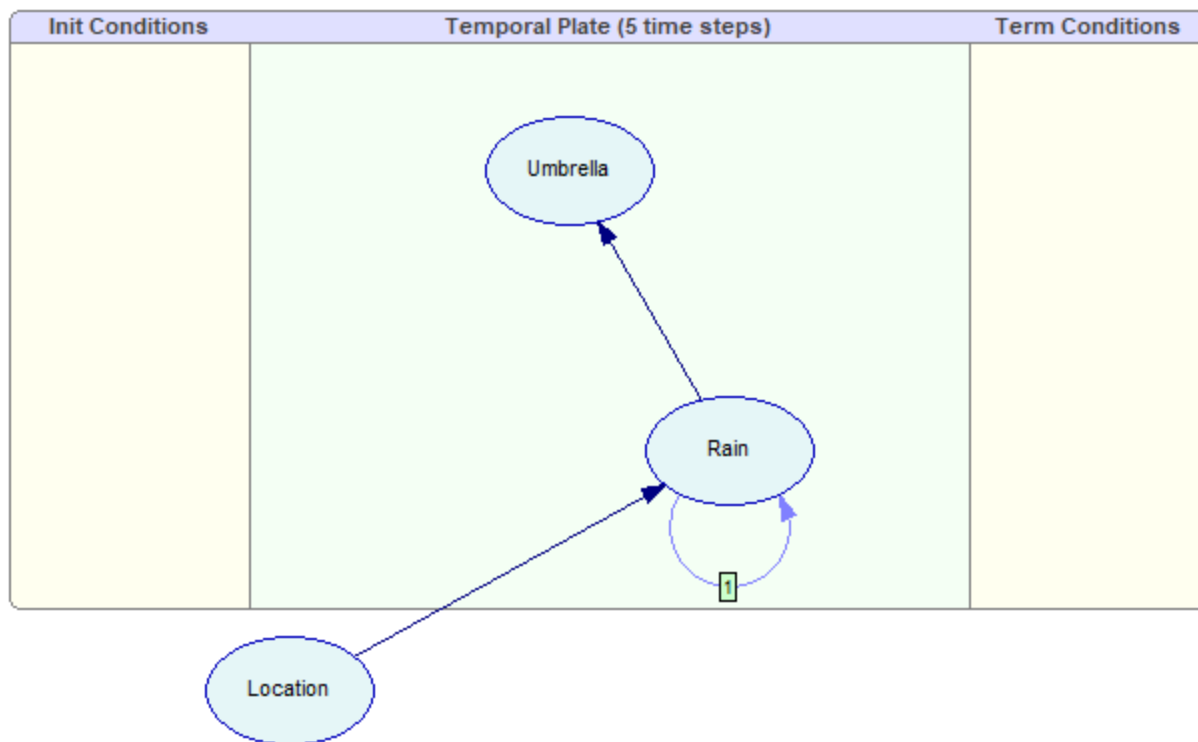 Init Conditions
Temporal Plate (5 time steps)
Term Conditions
Umbrella
Rain
1
Location